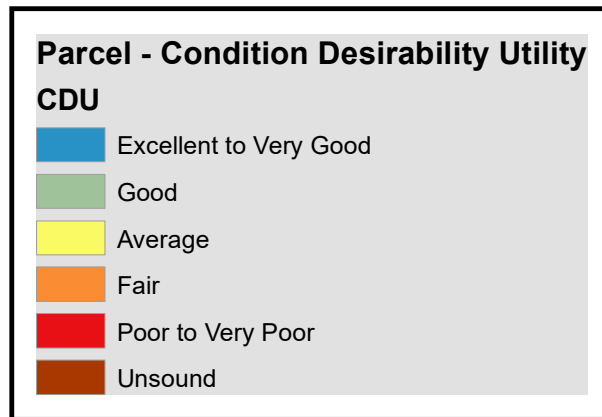 Parcel - Condition Desirability Utility
CDU
Excellent to Very Good
Good
Average
Fair
Poor to Very Poor
Unsound